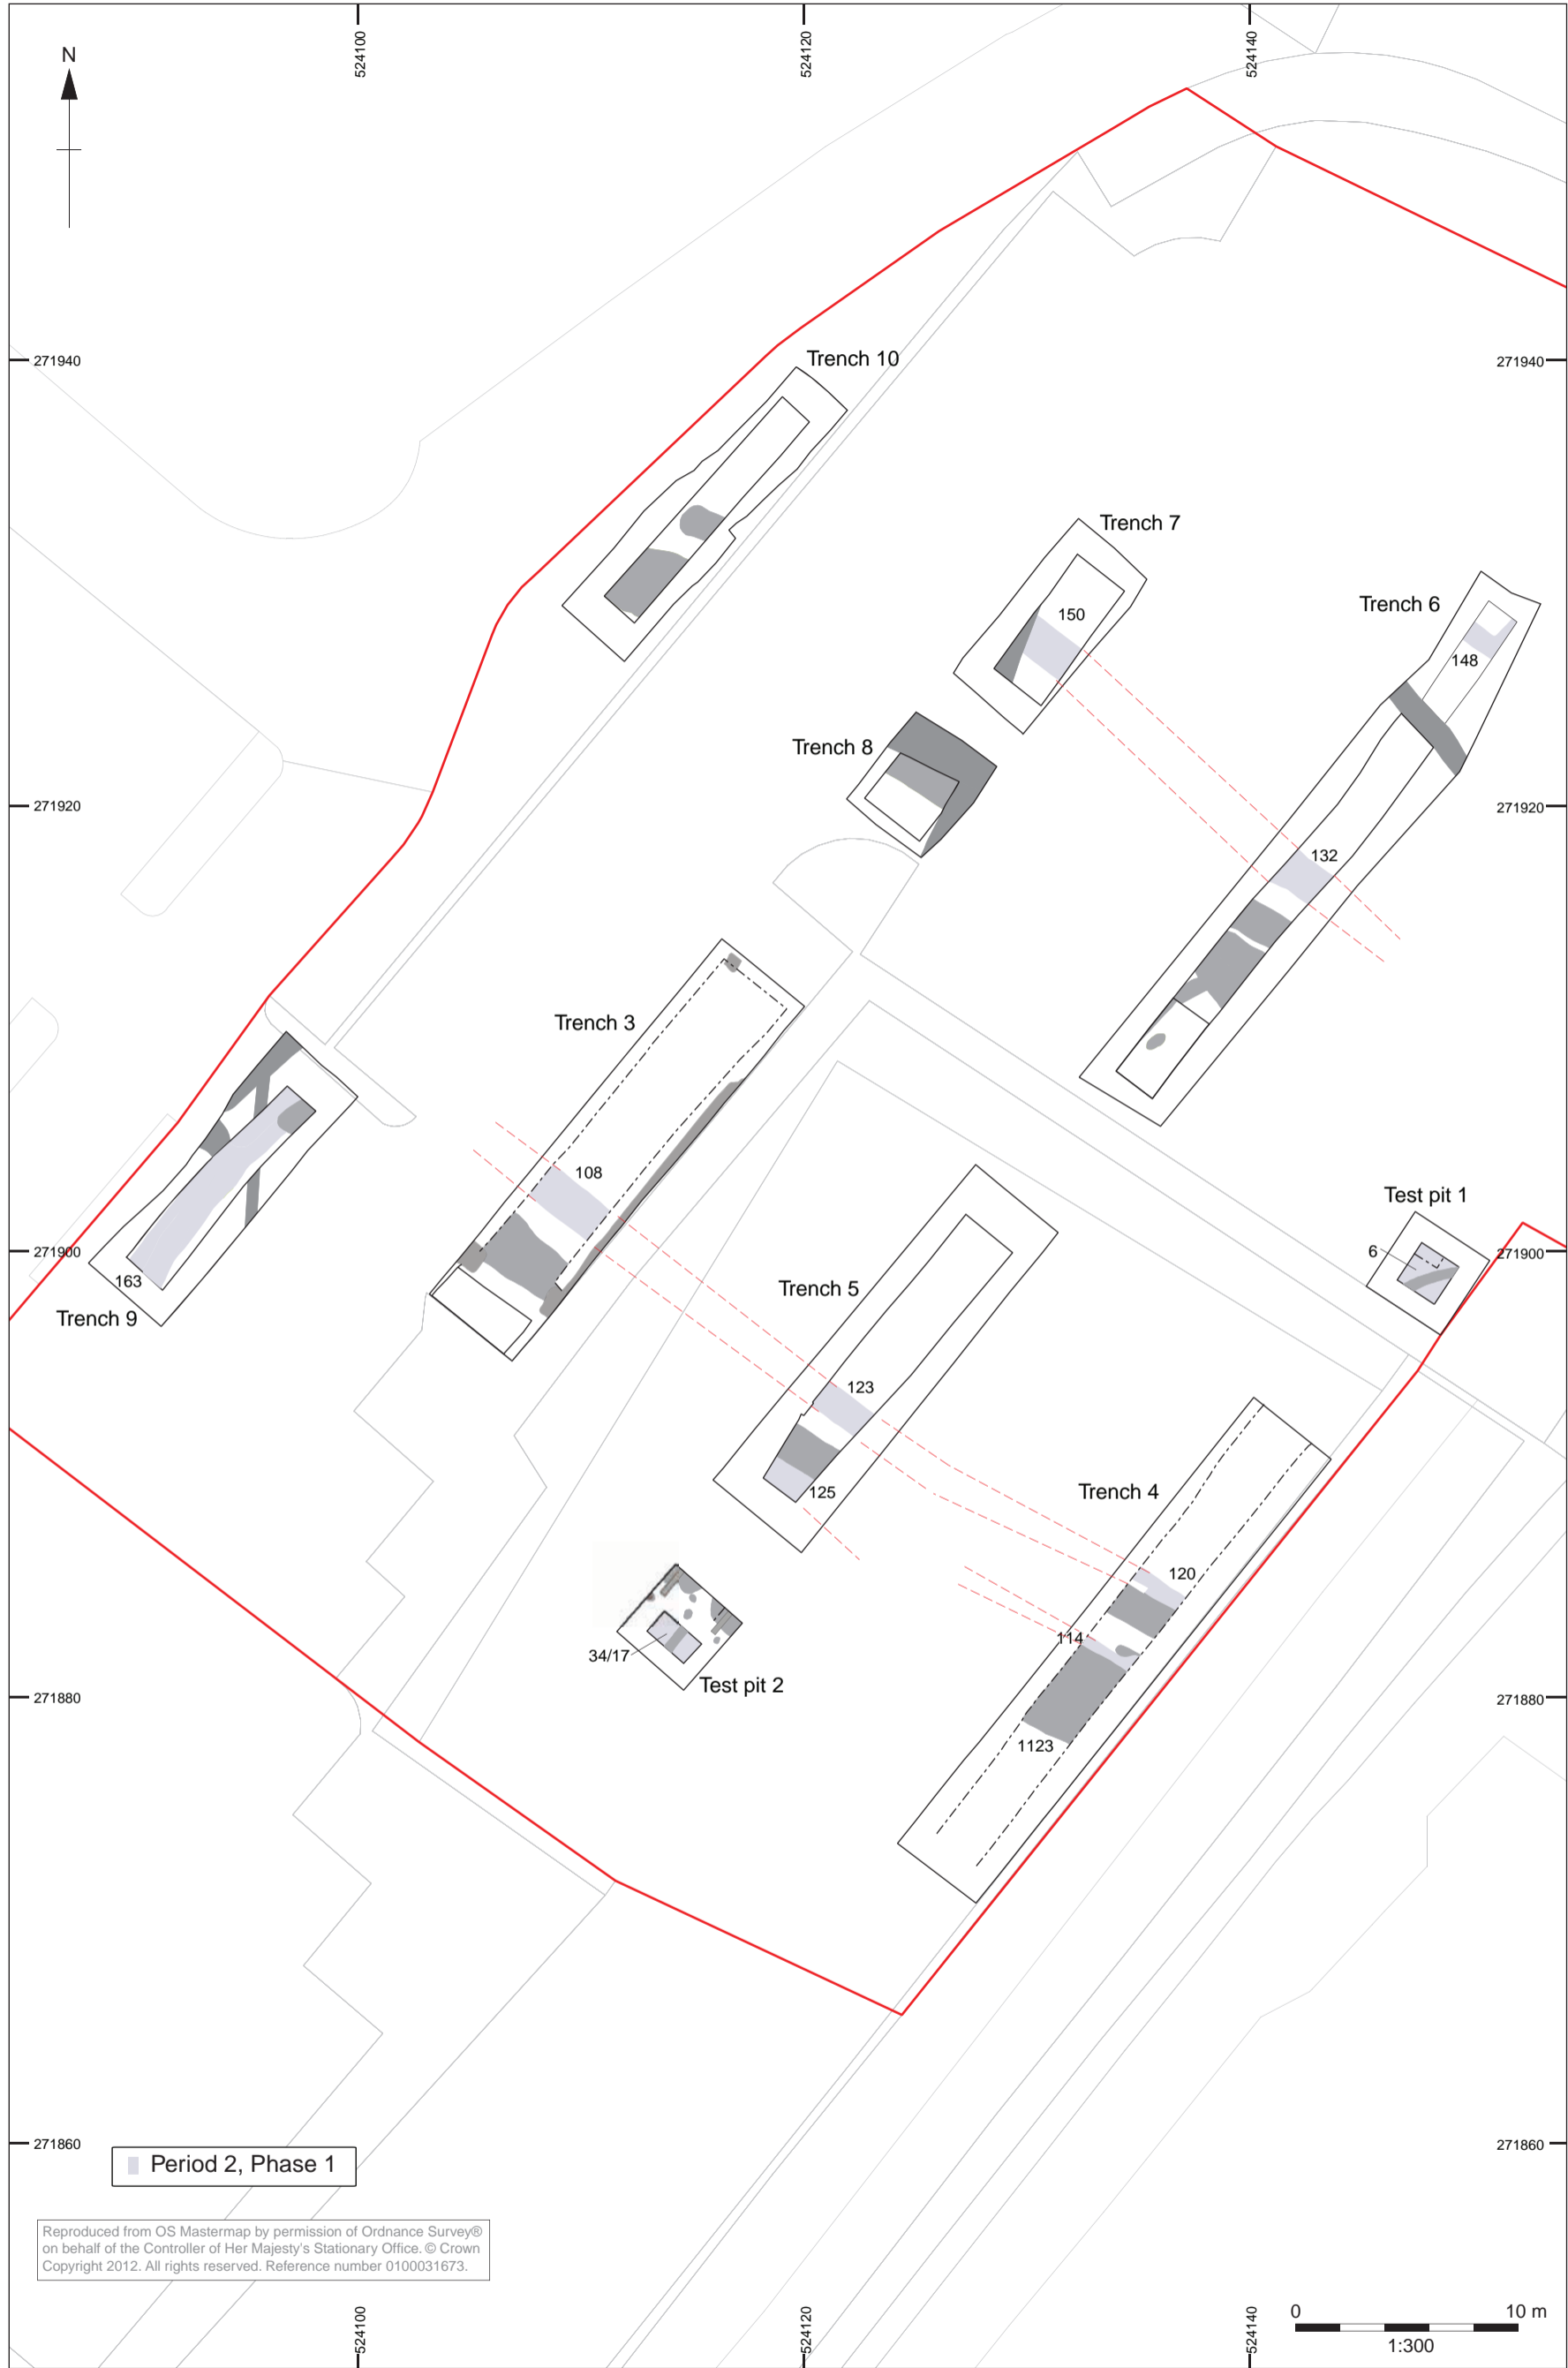 524100
524120
524140
N
271940
271940
Trench 10
Trench 7
150
Trench 6
148
Trench 8
271920
271920
132
Trench 3
108
Test pit 1
6
271900
271900
163
Trench 9
Trench 5
123
125
Trench 4
120
114
34/17
Test pit 2
271880
271880
1123
271860
271860
Period 2, Phase 1
Reproduced from OS Mastermap by permission of Ordnance Survey®
on behalf of the Controller of Her Majesty's Stationary Office. © Crown
Copyright 2012. All rights reserved. Reference number 0100031673.
524100
524120
524140
0 10 m
1:300